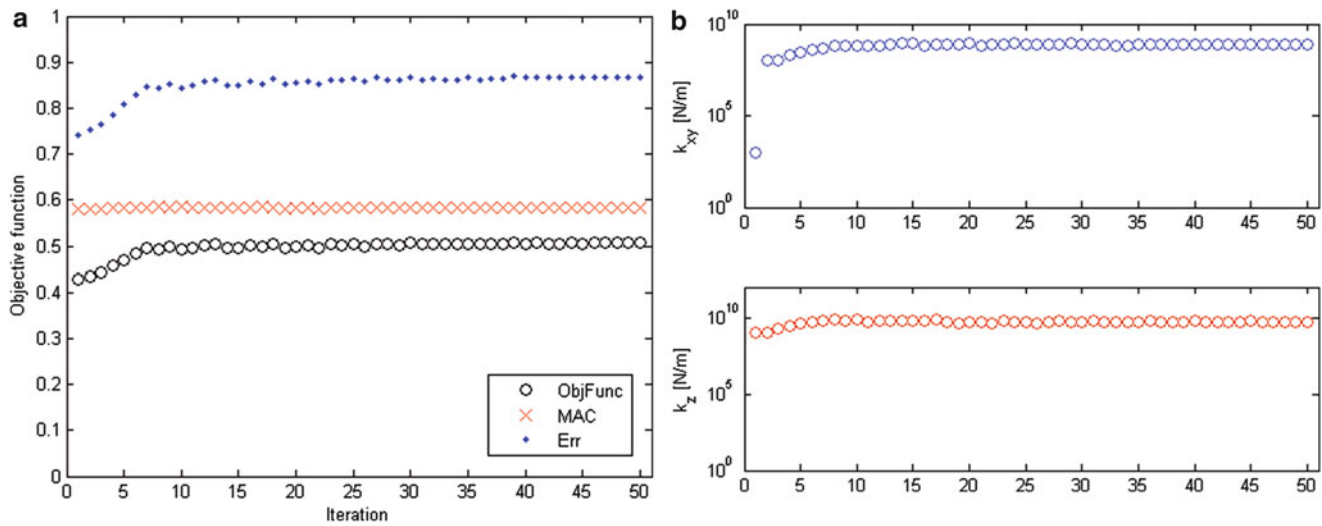 a
1
0.9
0.8
0.7
0.6
0.5
0.4
0.3
0.2
0.1
0
Objective function
0 5 10 15 20 25 30 35 40 45 50
Iteration
ObjFunc
MAC
Err
b
10^10
10^5
10^0
k_xy [N/m]
0 5 10 15 20 25 30 35 40 45 50
10^10
10^5
10^0
k_z [N/m]
0 5 10 15 20 25 30 35 40 45 50